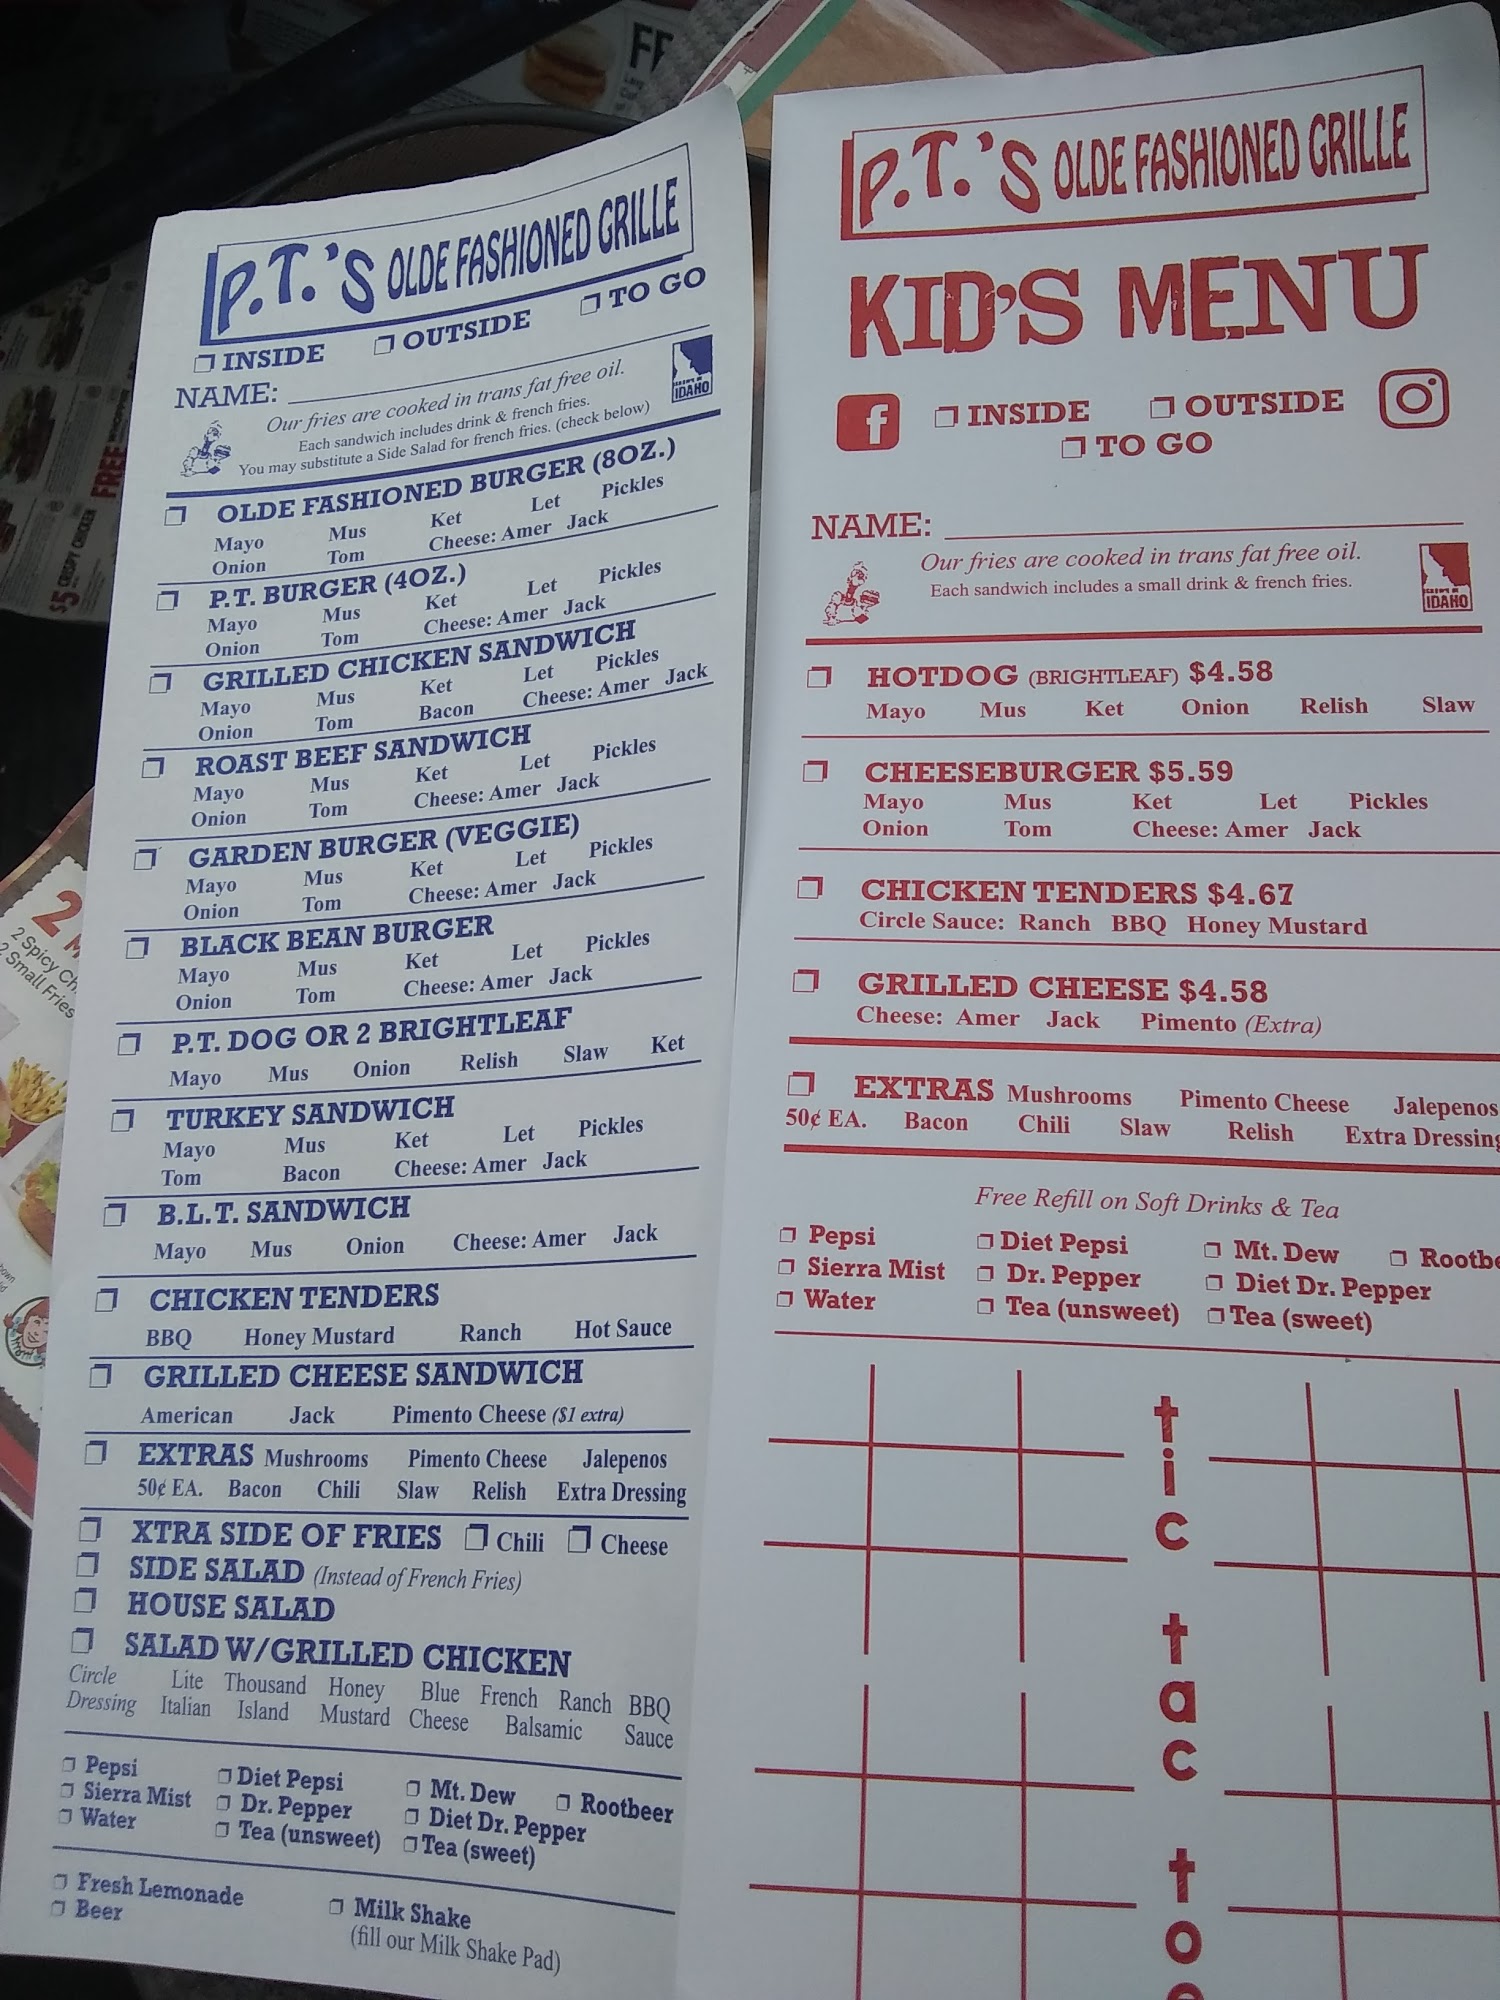 P.T.'S OLDE FASHIONED GRILLE
❐ INSIDE ❐ OUTSIDE ❐ TO GO
NAME:
Our fries are cooked in trans fat free oil.
Each sandwich includes drink & french fries.
You may substitute a Side Salad for french fries. (check below)
IDAHO
❐ OLDE FASHIONED BURGER (8OZ.)
Mayo Mus Ket Let Pickles
Onion Tom Cheese: Amer Jack
❐ P.T. BURGER (4OZ.)
Mayo Mus Ket Let Pickles
Onion Tom Cheese: Amer Jack
❐ GRILLED CHICKEN SANDWICH
Mayo Mus Ket Let Pickles
Onion Tom Bacon Cheese: Amer Jack
❐ ROAST BEEF SANDWICH
Mayo Mus Ket Let Pickles
Onion Tom Cheese: Amer Jack
❐ GARDEN BURGER (VEGGIE)
Mayo Mus Ket Let Pickles
Onion Tom Cheese: Amer Jack
❐ BLACK BEAN BURGER
Mayo Mus Ket Let Pickles
Onion Tom Cheese: Amer Jack
❐ P.T. DOG OR 2 BRIGHTLEAF
Mayo Mus Onion Relish Slaw Ket
❐ TURKEY SANDWICH
Mayo Mus Ket Let Pickles
Tom Bacon Cheese: Amer Jack
❐ B.L.T. SANDWICH
Mayo Mus Onion Cheese: Amer Jack
❐ CHICKEN TENDERS
BBQ Honey Mustard Ranch Hot Sauce
❐ GRILLED CHEESE SANDWICH
American Jack Pimento Cheese ($1 extra)
❐ EXTRAS Mushrooms Pimento Cheese Jalepenos
50¢ EA. Bacon Chili Slaw Relish Extra Dressing
❐ XTRA SIDE OF FRIES ❐ Chili ❐ Cheese
❐ SIDE SALAD (Instead of French Fries)
❐ HOUSE SALAD
❐ SALAD W/GRILLED CHICKEN
Circle Lite Thousand Honey Blue French Ranch BBQ
Dressing Italian Island Mustard Cheese Balsamic Sauce
❐ Pepsi ❐ Diet Pepsi ❐ Mt. Dew ❐ Rootbeer
❐ Sierra Mist ❐ Dr. Pepper ❐ Diet Dr. Pepper
❐ Water ❐ Tea (unsweet) ❐ Tea (sweet)
❐ Fresh Lemonade ❐ Milk Shake
❐ Beer (fill our Milk Shake Pad)
P.T.'S OLDE FASHIONED GRILLE
KID'S MENU
f ❐ INSIDE ❐ OUTSIDE
❐ TO GO
NAME:
Our fries are cooked in trans fat free oil.
Each sandwich includes a small drink & french fries.
IDAHO
❐ HOTDOG (BRIGHTLEAF) $4.58
Mayo Mus Ket Onion Relish Slaw
❐ CHEESEBURGER $5.59
Mayo Mus Ket Let Pickles
Onion Tom Cheese: Amer Jack
❐ CHICKEN TENDERS $4.67
Circle Sauce: Ranch BBQ Honey Mustard
❐ GRILLED CHEESE $4.58
Cheese: Amer Jack Pimento (Extra)
❐ EXTRAS Mushrooms Pimento Cheese Jalepenos
50¢ EA. Bacon Chili Slaw Relish Extra Dressing
Free Refill on Soft Drinks & Tea
❐ Pepsi ❐ Diet Pepsi ❐ Mt. Dew ❐ Rootbe
❐ Sierra Mist ❐ Dr. Pepper ❐ Diet Dr. Pepper
❐ Water ❐ Tea (unsweet) ❐ Tea (sweet)
tic
tac
toe
$5 CRISPY CHICKEN
FREE
2
2 Spicy Ch
2 Small Fries